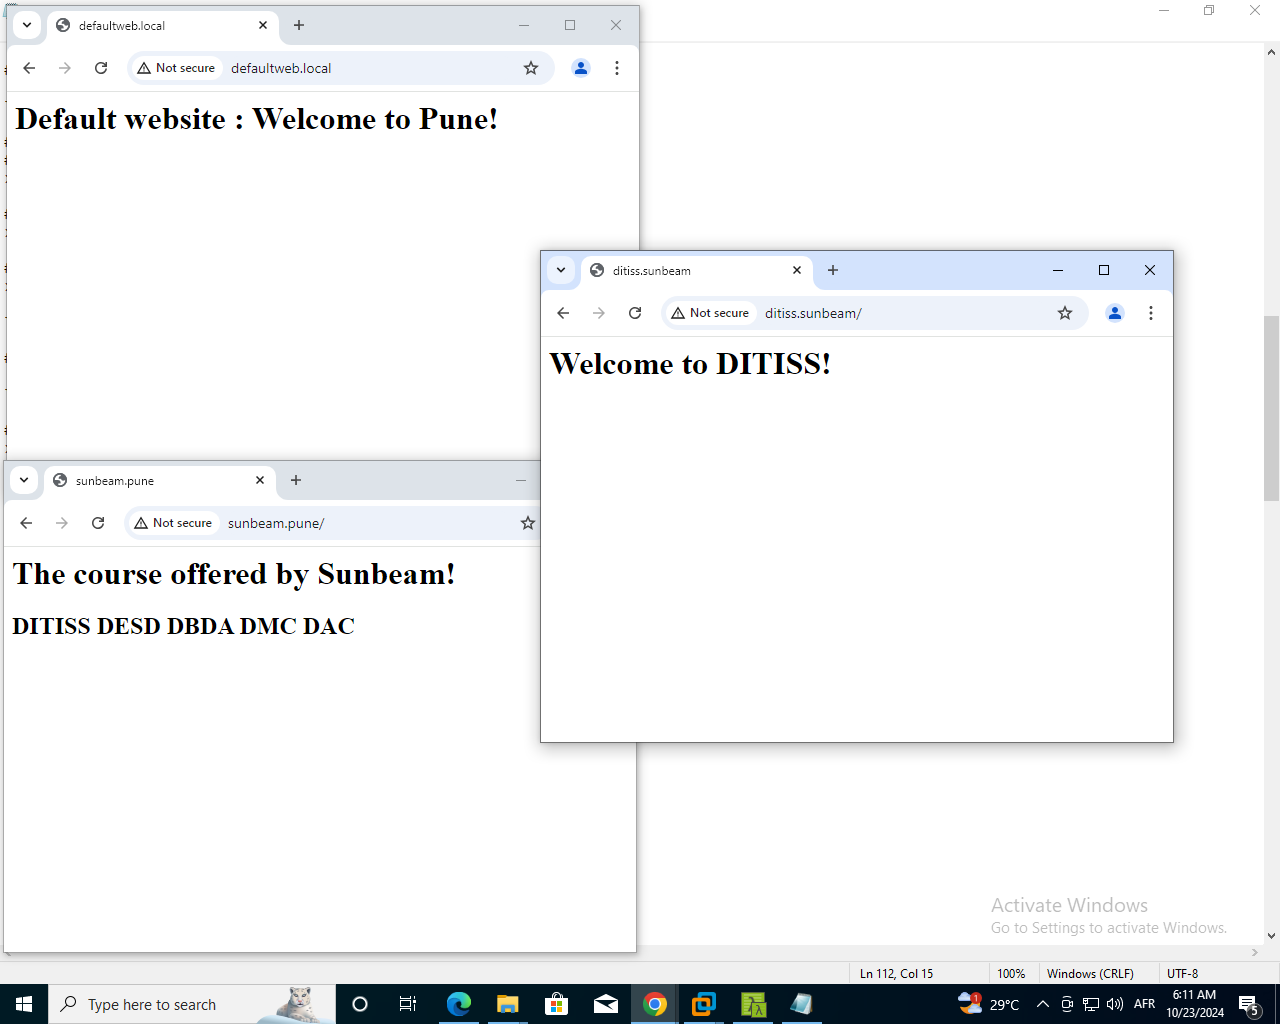 defaultweb.local
Not secure
defaultweb.local
Default website : Welcome to Pune!
ditiss.sunbeam
Not secure
ditiss.sunbeam/
Welcome to DITISS!
sunbeam.pune
Not secure
sunbeam.pune/
The course offered by Sunbeam!
DITISS DESD DBDA DMC DAC
Activate Windows
Go to Settings to activate Windows.
Ln 112, Col 15
100%
Windows (CRLF)
UTF-8
Type here to search
1
29°C
AFR
6:11 AM
10/23/2024
5